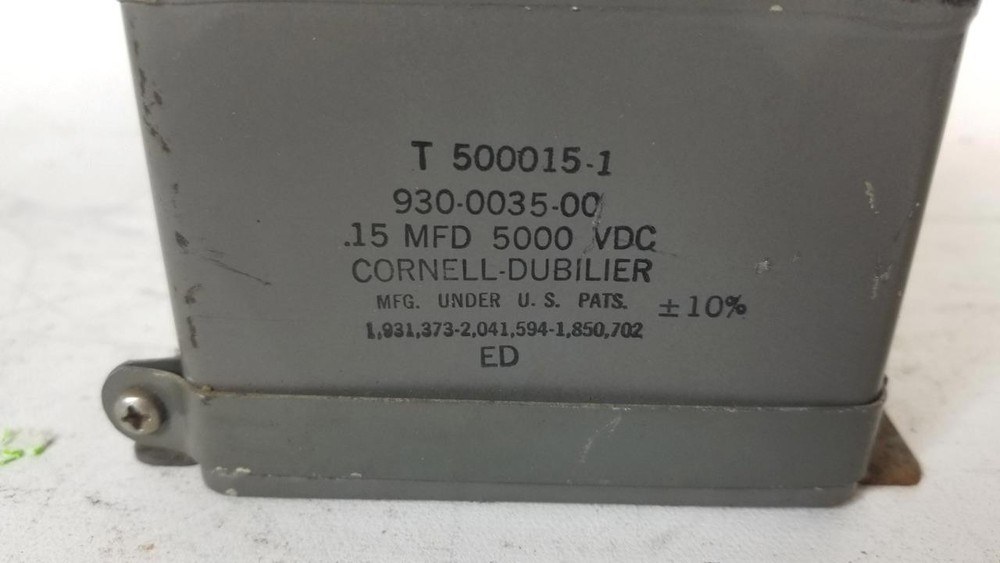 T 500015-1
930-0035-00
.15 MFD 5000 VDC
CORNELL-DUBILIER
MFG. UNDER U. S. PATS. ±10%
1,931,373-2,041,594-1,850,702
ED